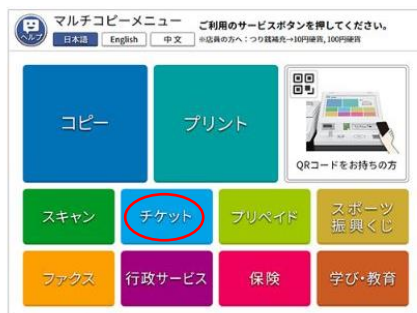 マルチコピーメニュー
ご利用のサービスボタンを押してください。
ヘルプ
日本語 English 中文
※店員の方へ：つり銭補充→10円硬貨、100円硬貨
コピー
プリント
QRコードをお持ちの方
スキャン
チケット
プリペイド
スポーツ
振興くじ
ファクス
行政サービス
保険
学び・教育